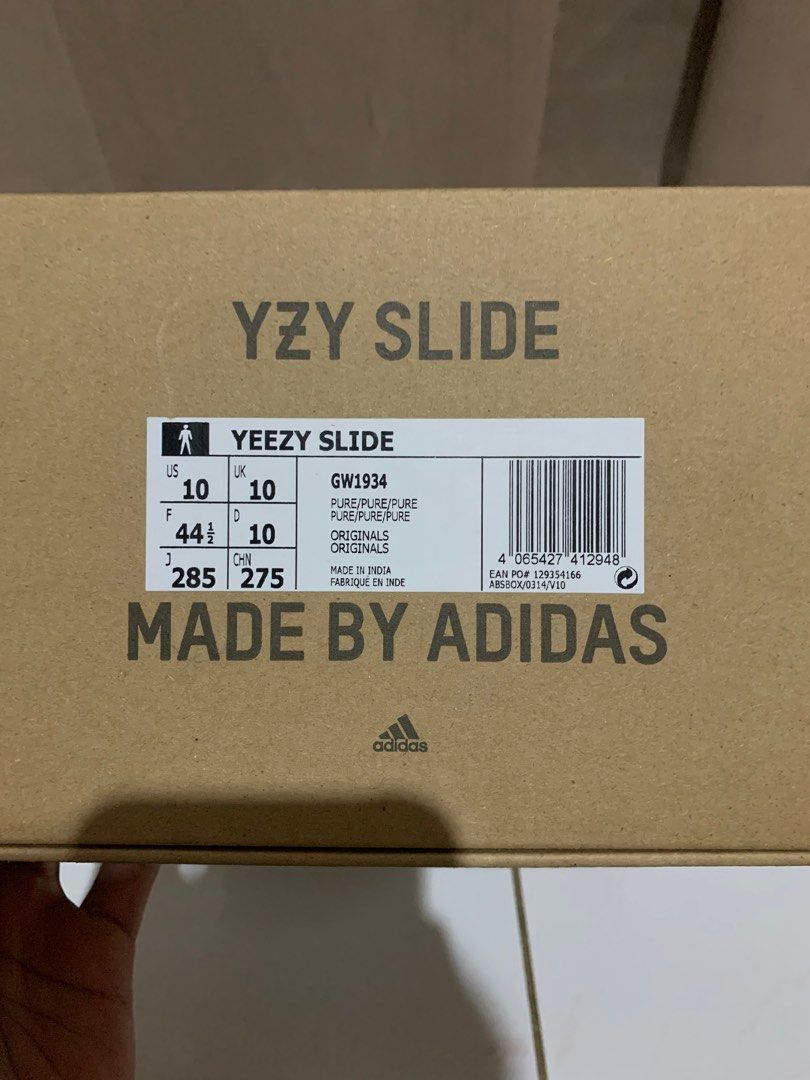 YƵY SLIDE
YEEZY SLIDE
US 10 UK 10
F 44½ D 10
J 285 CHN 275
GW1934
PURE/PURE/PURE
PURE/PURE/PURE
ORIGINALS
ORIGINALS
MADE IN INDIA
FABRIQUÉ EN INDE
4 065427 412948
EAN PO# 129354166
ABSBOX/0314/V10
MADE BY ADIDAS
adidas